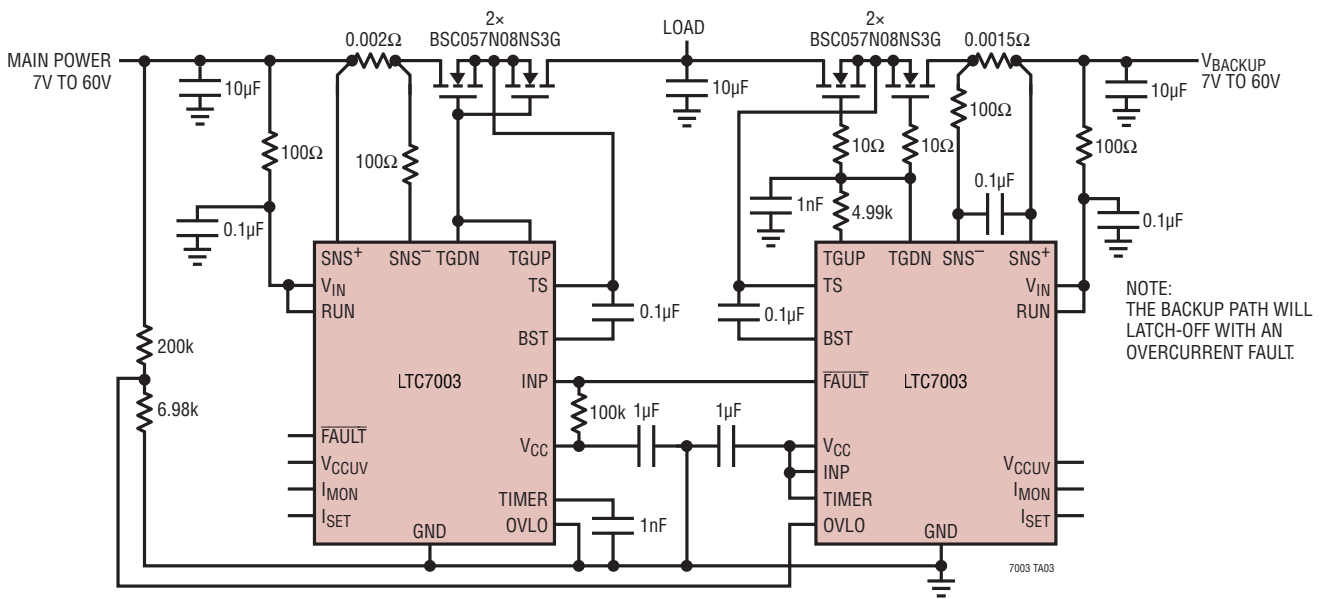 MAIN POWER
7V TO 60V
10µF
0.002Ω
2×
BSC057N08NS3G
LOAD
10µF
2×
BSC057N08NS3G
0.0015Ω
VBACKUP
7V TO 60V
10µF
100Ω
100Ω
0.1µF
10Ω
10Ω
1nF
4.99k
100Ω
0.1µF
100Ω
0.1µF
SNS+
SNS–
TGDN
TGUP
VIN
RUN
TS
BST
0.1µF
LTC7003
INP
FAULT
VCCUV
IMON
ISET
VCC
TIMER
OVLO
GND
200k
6.98k
100k
1µF
1µF
1nF
0.1µF
TGUP
TGDN
SNS–
SNS+
TS
BST
VIN
RUN
FAULT
LTC7003
VCC
INP
TIMER
OVLO
VCCUV
IMON
ISET
GND
NOTE:
THE BACKUP PATH WILL
LATCH-OFF WITH AN
OVERCURRENT FAULT.
7003 TA03